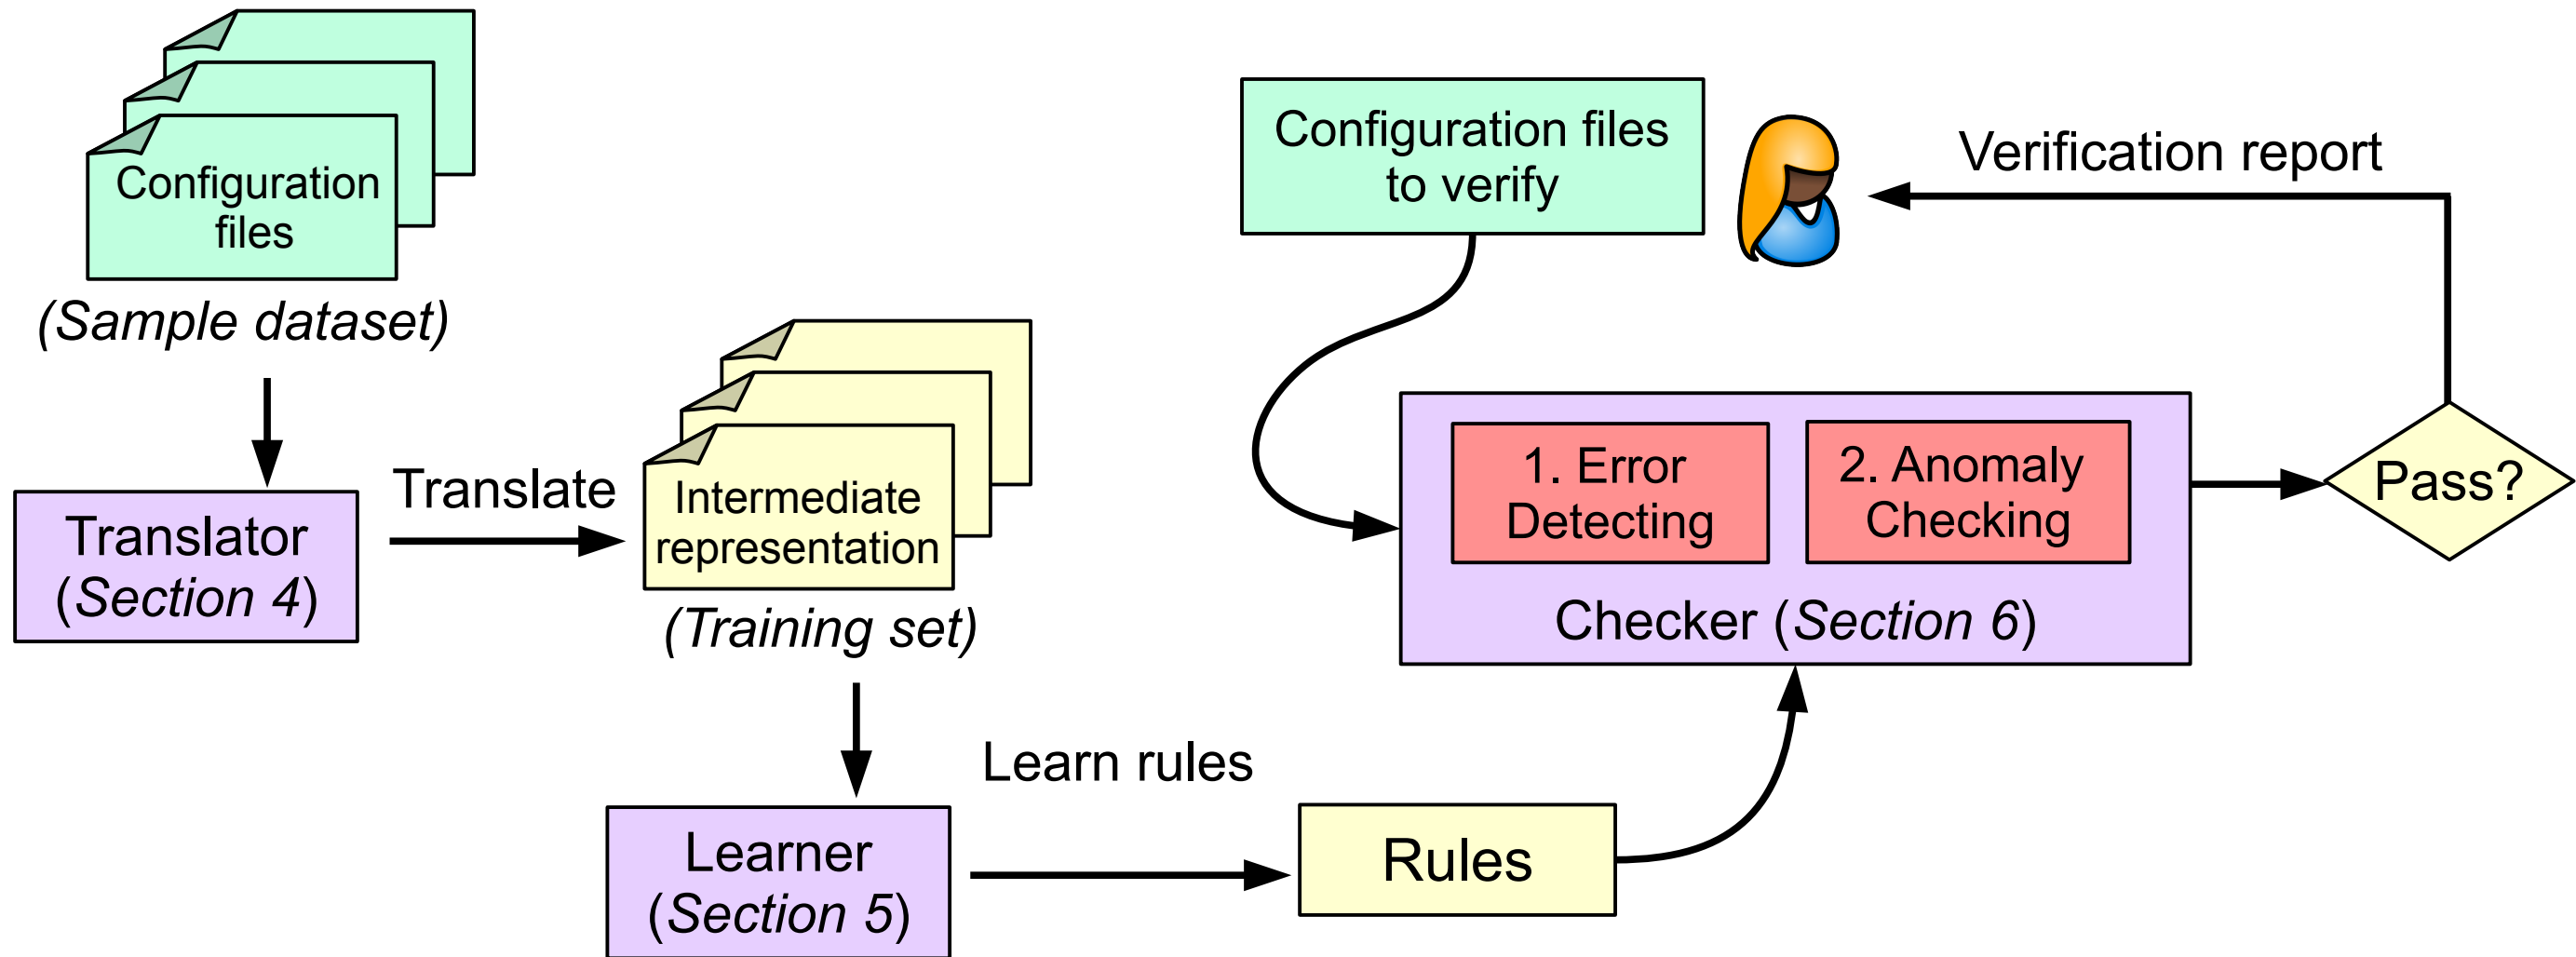 Configuration
files
(Sample dataset)
Translator
(Section 4)
Translate
Intermediate
representation
(Training set)
Learner
(Section 5)
Learn rules
Rules
Configuration files
to verify
1. Error
Detecting
2. Anomaly
Checking
Checker (Section 6)
Pass?
Verification report